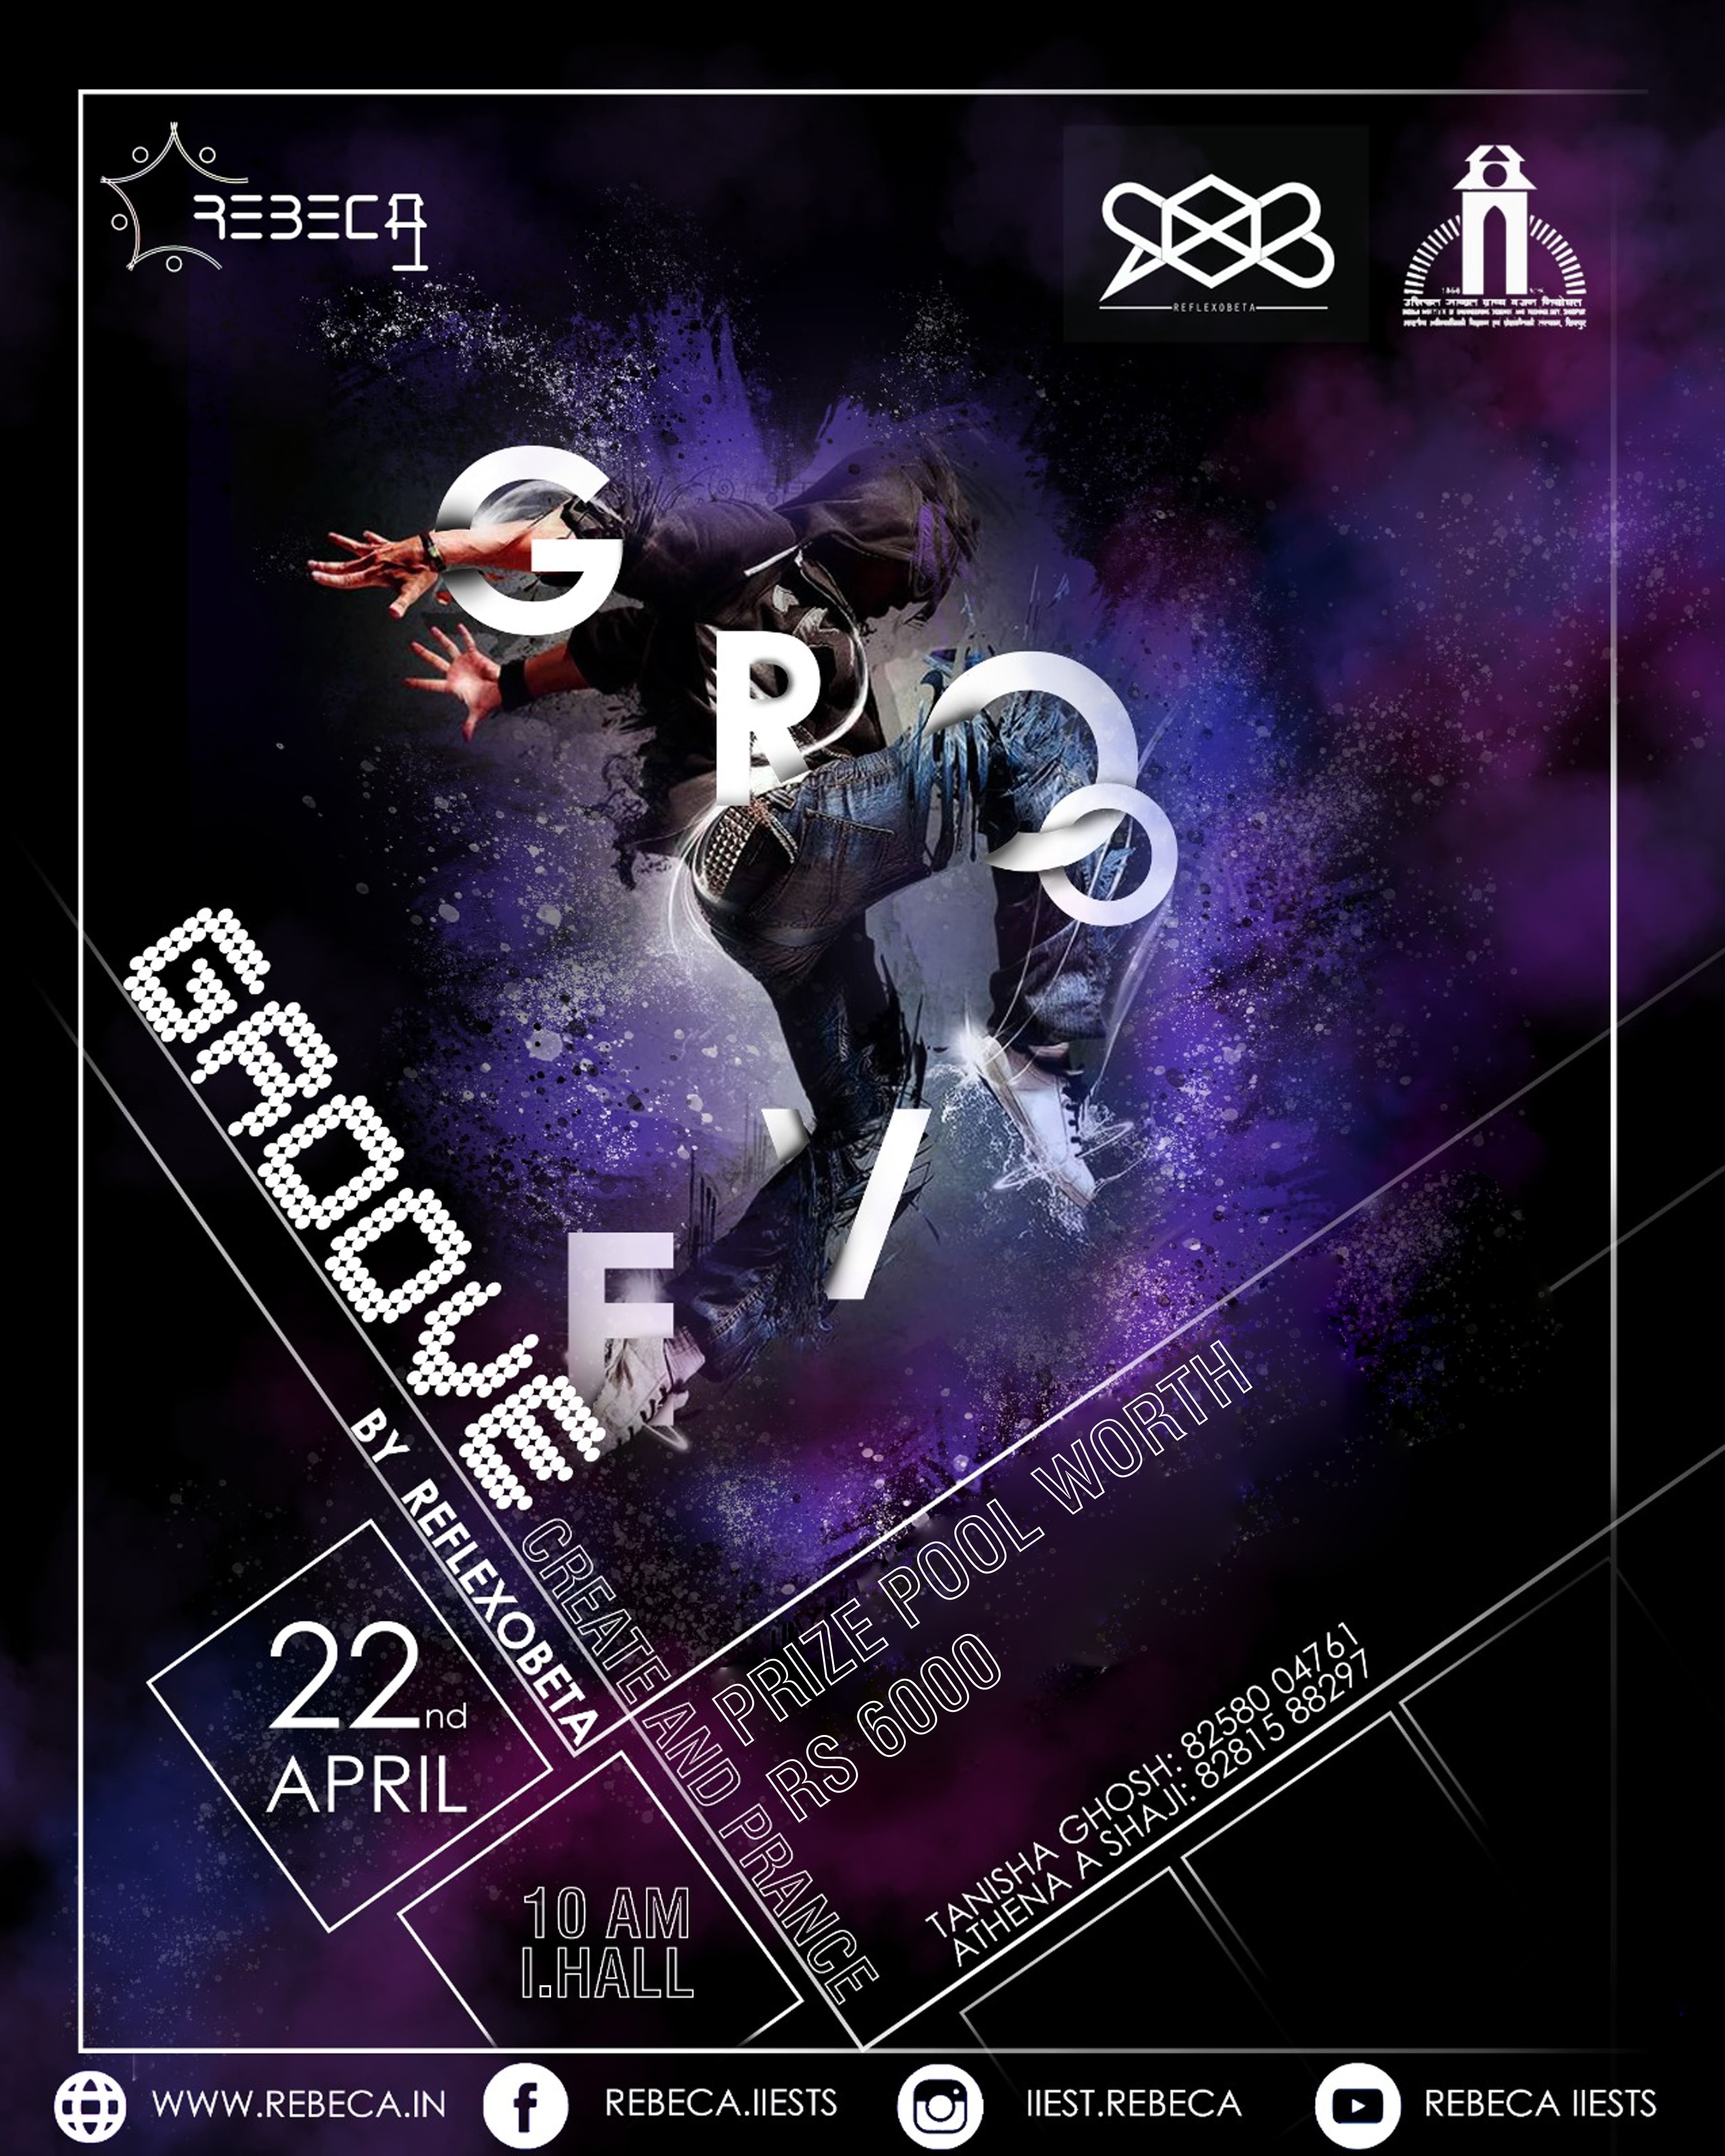 REBECA
REFLEXOBETA
G
R
O
O
V
E
GROOVE
BY REFLEXOBETA
CREATE AND PRANCE
22nd
APRIL
10 AM
I.HALL
PRIZE POOL WORTH
RS 6000
TANISHA GHOSH: 82580 04761
ATHENA A SHAJI: 82815 88297
WWW.REBECA.IN
REBECA.IIESTS
IIEST.REBECA
REBECA IIESTS